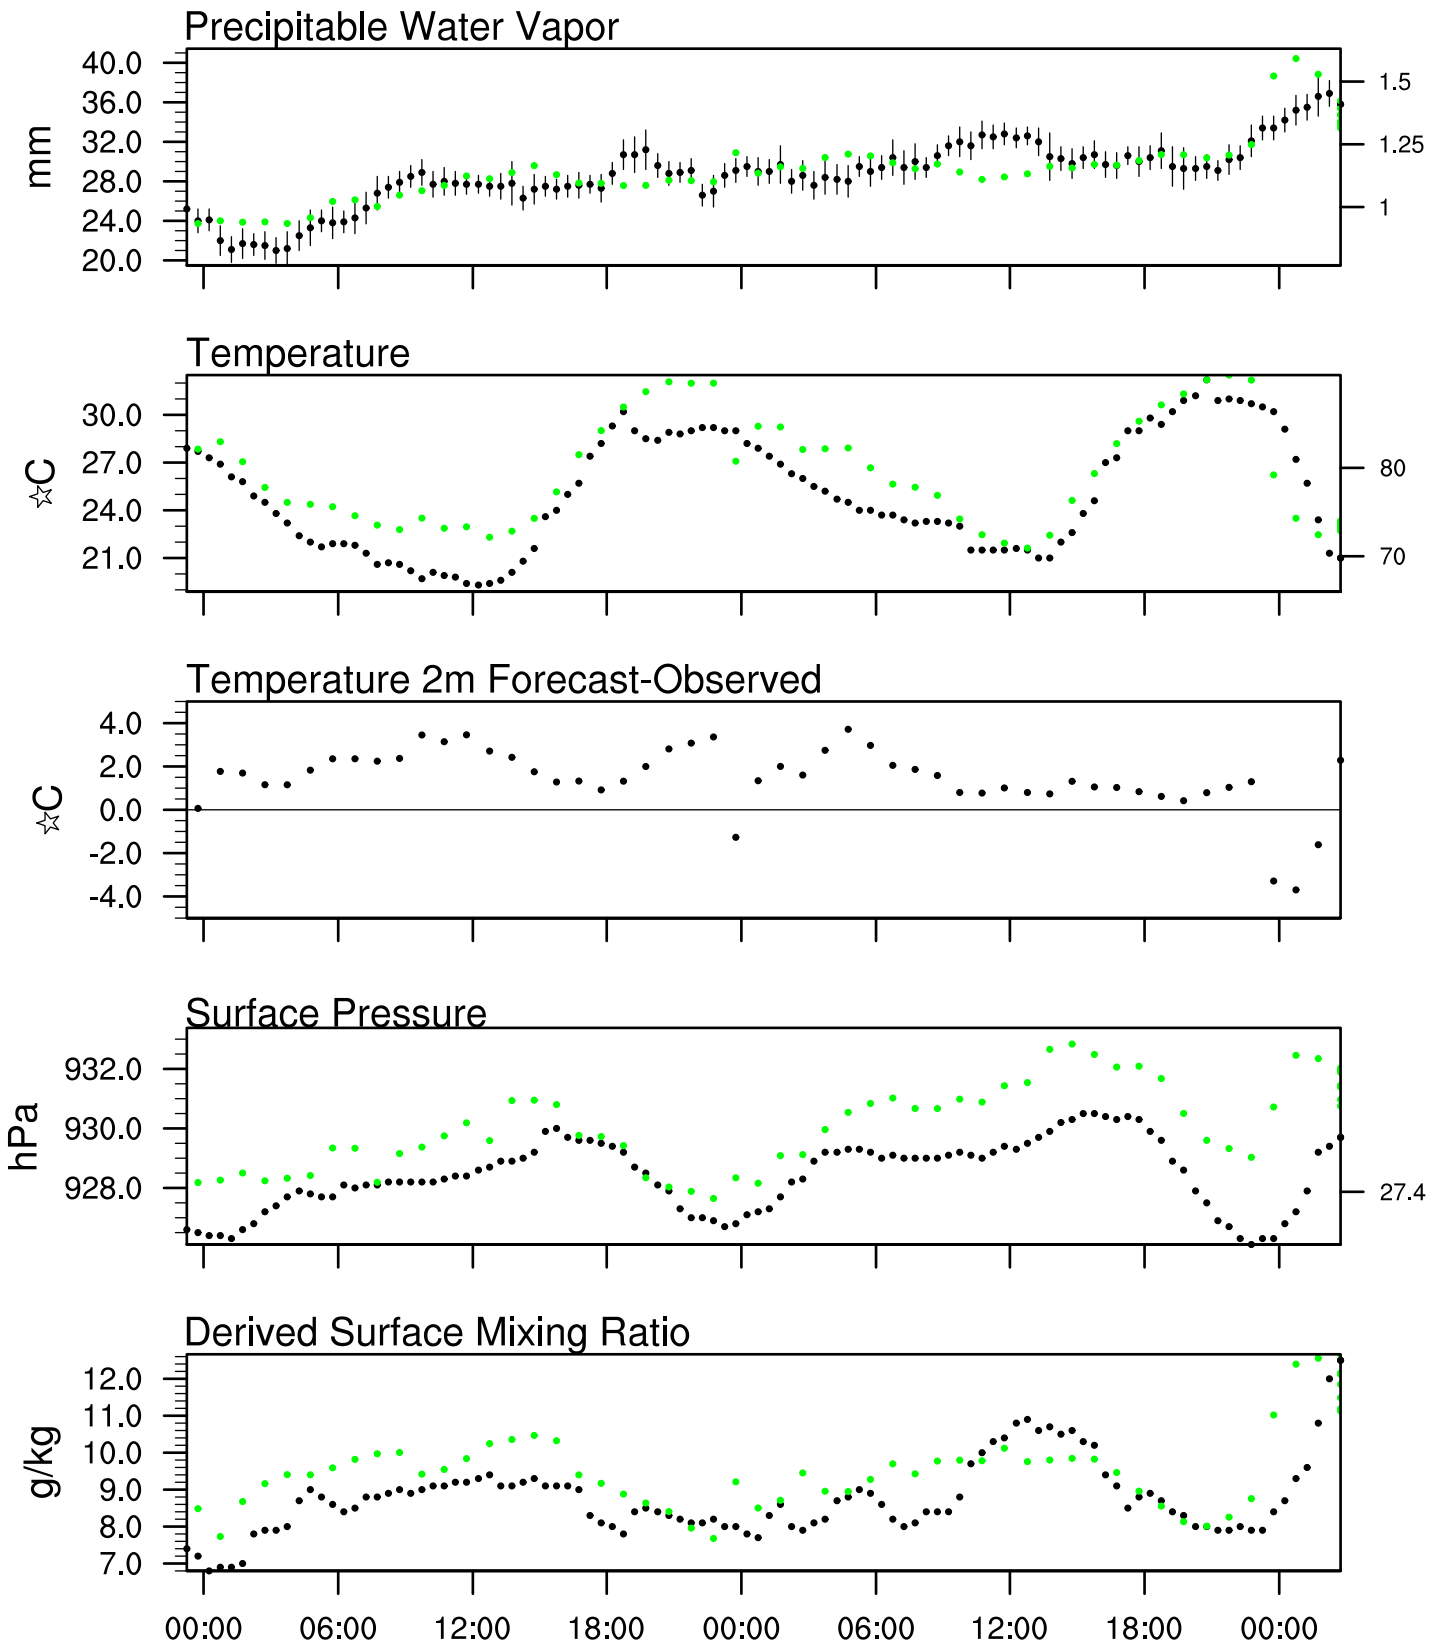 Precipitable Water Vapor
40.0
36.0
32.0
28.0
24.0
20.0
mm
1.5
1.25
1
Temperature
30.0
27.0
24.0
21.0
☆C
80
70
Temperature 2m Forecast-Observed
4.0
2.0
0.0
-2.0
-4.0
☆C
Surface Pressure
932.0
930.0
928.0
hPa
27.4
Derived Surface Mixing Ratio
12.0
11.0
10.0
9.0
8.0
7.0
g/kg
00:00 06:00 12:00 18:00 00:00 06:00 12:00 18:00 00:00